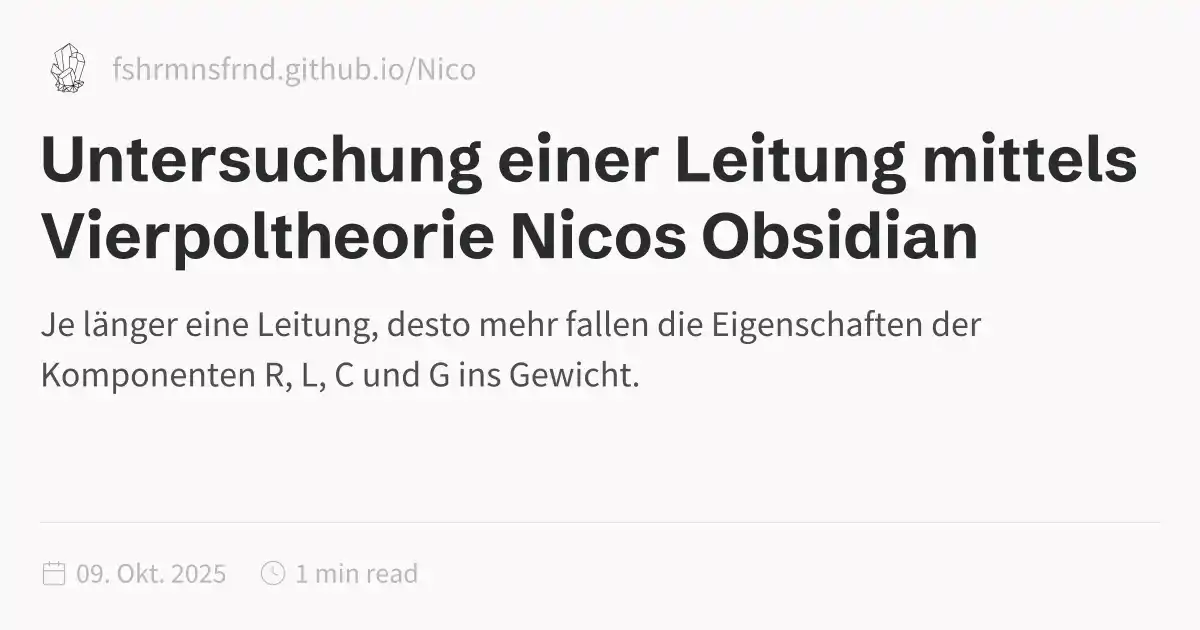 fshrmnsfrnd.github.io/Nico
Untersuchung einer Leitung mittels
Vierpoltheorie Nicos Obsidian
Je länger eine Leitung, desto mehr fallen die Eigenschaften der
Komponenten R, L, C und G ins Gewicht.
09. Okt. 2025
1 min read